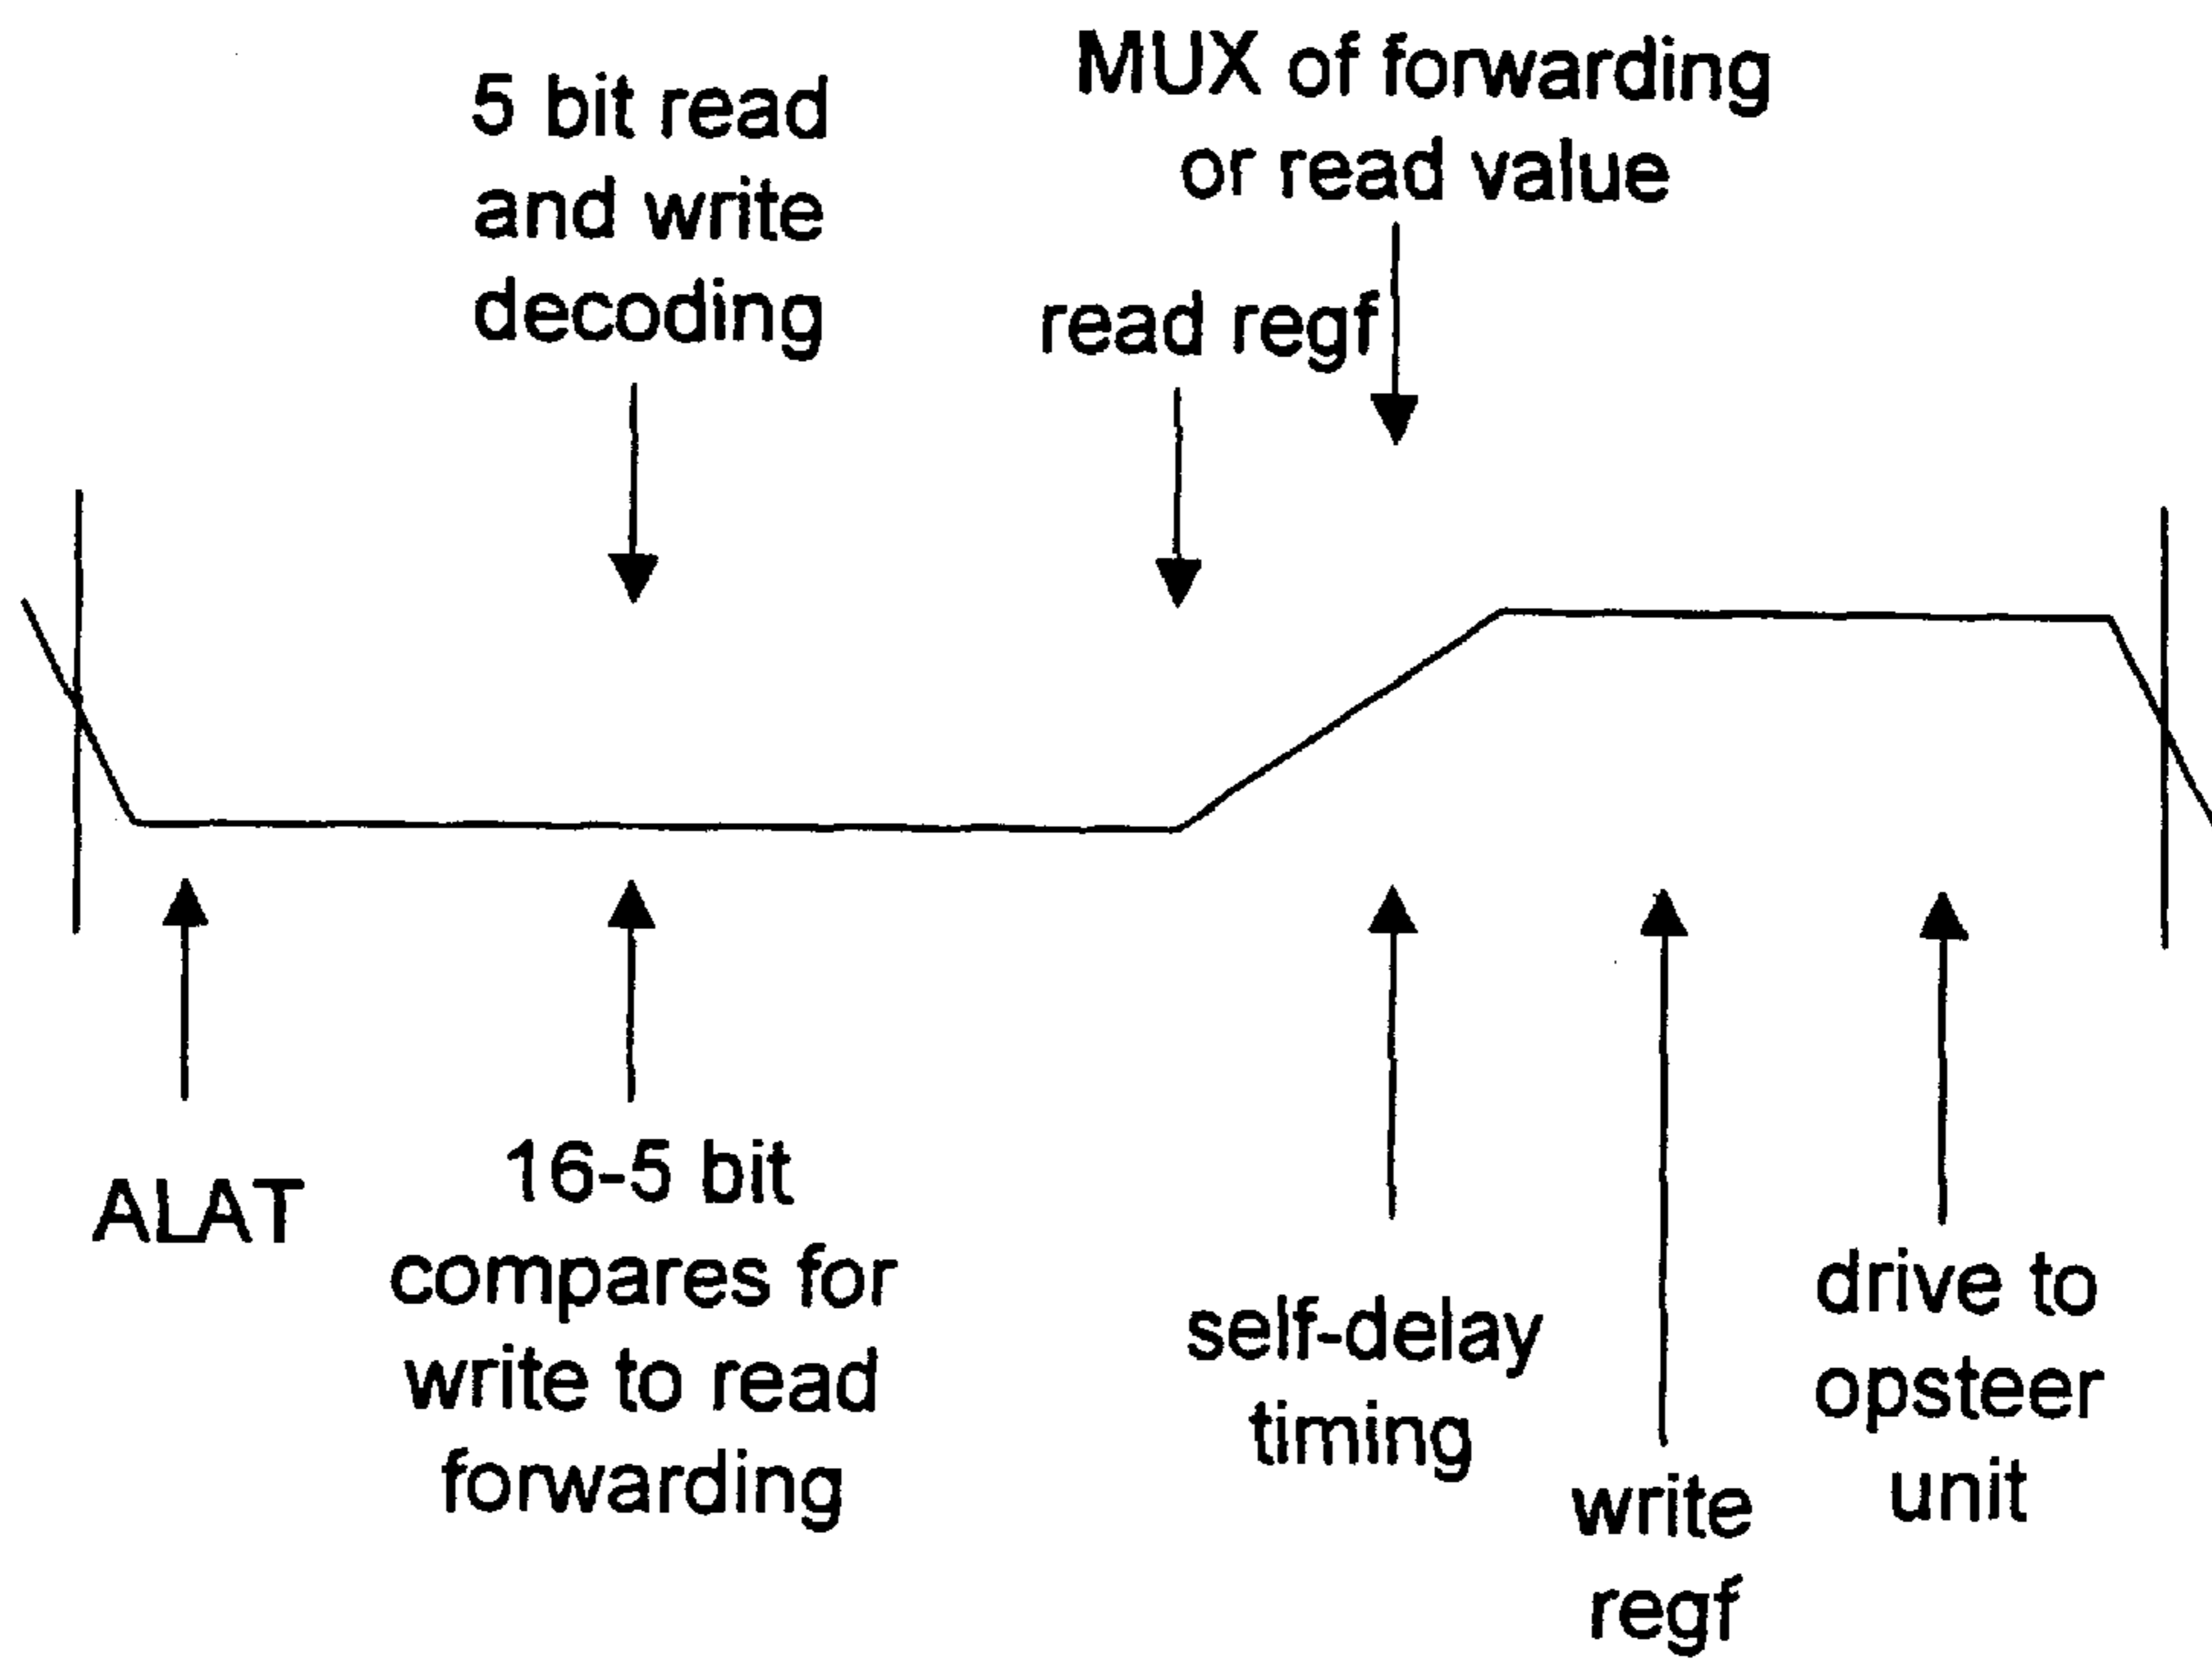 5 bit read
and write
decoding
MUX of forwarding
or read value
read regf
ALAT
16-5 bit
compares for
write to read
forwarding
self-delay
timing
write
regf
drive to
opsteer
unit